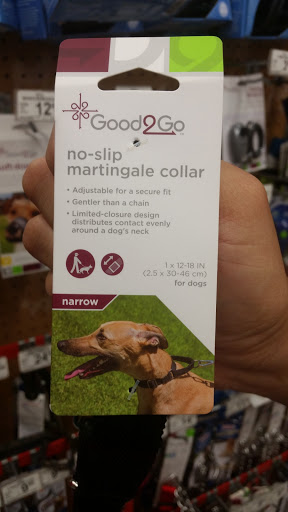 Good2Go
no-slip
martingale collar
• Adjustable for a secure fit
• Gentler than a chain
• Limited-closure design
distributes contact evenly
around a dog's neck
1 x 12-18 IN
(2.5 x 30-46 cm)
for dogs
narrow